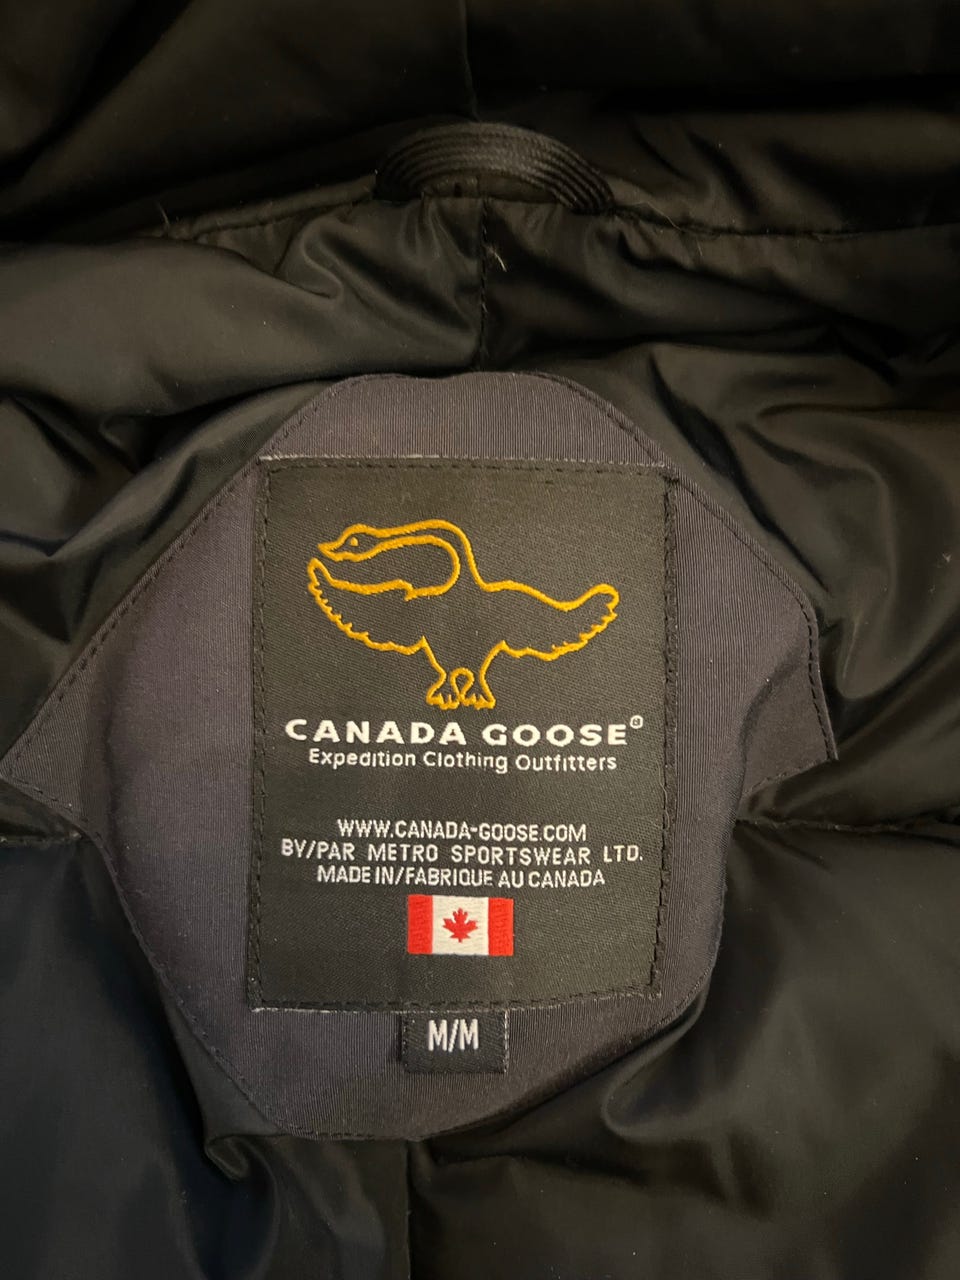 CANADA GOOSE®
Expedition Clothing Outfitters
WWW.CANADA-GOOSE.COM
BY/PAR METRO SPORTSWEAR LTD.
MADE IN/FABRIQUE AU CANADA
M/M